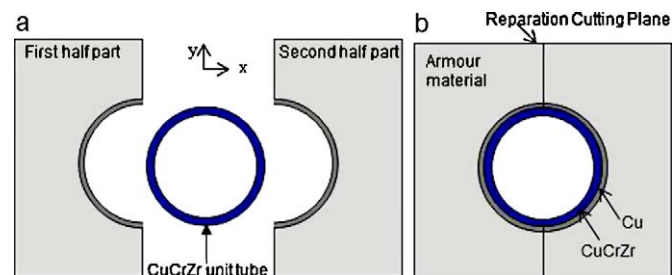 a
First half part
y
x
Second half part
CuCrZr unit tube
b
Reparation Cutting Plane
Armour
material
Cu
CuCrZr